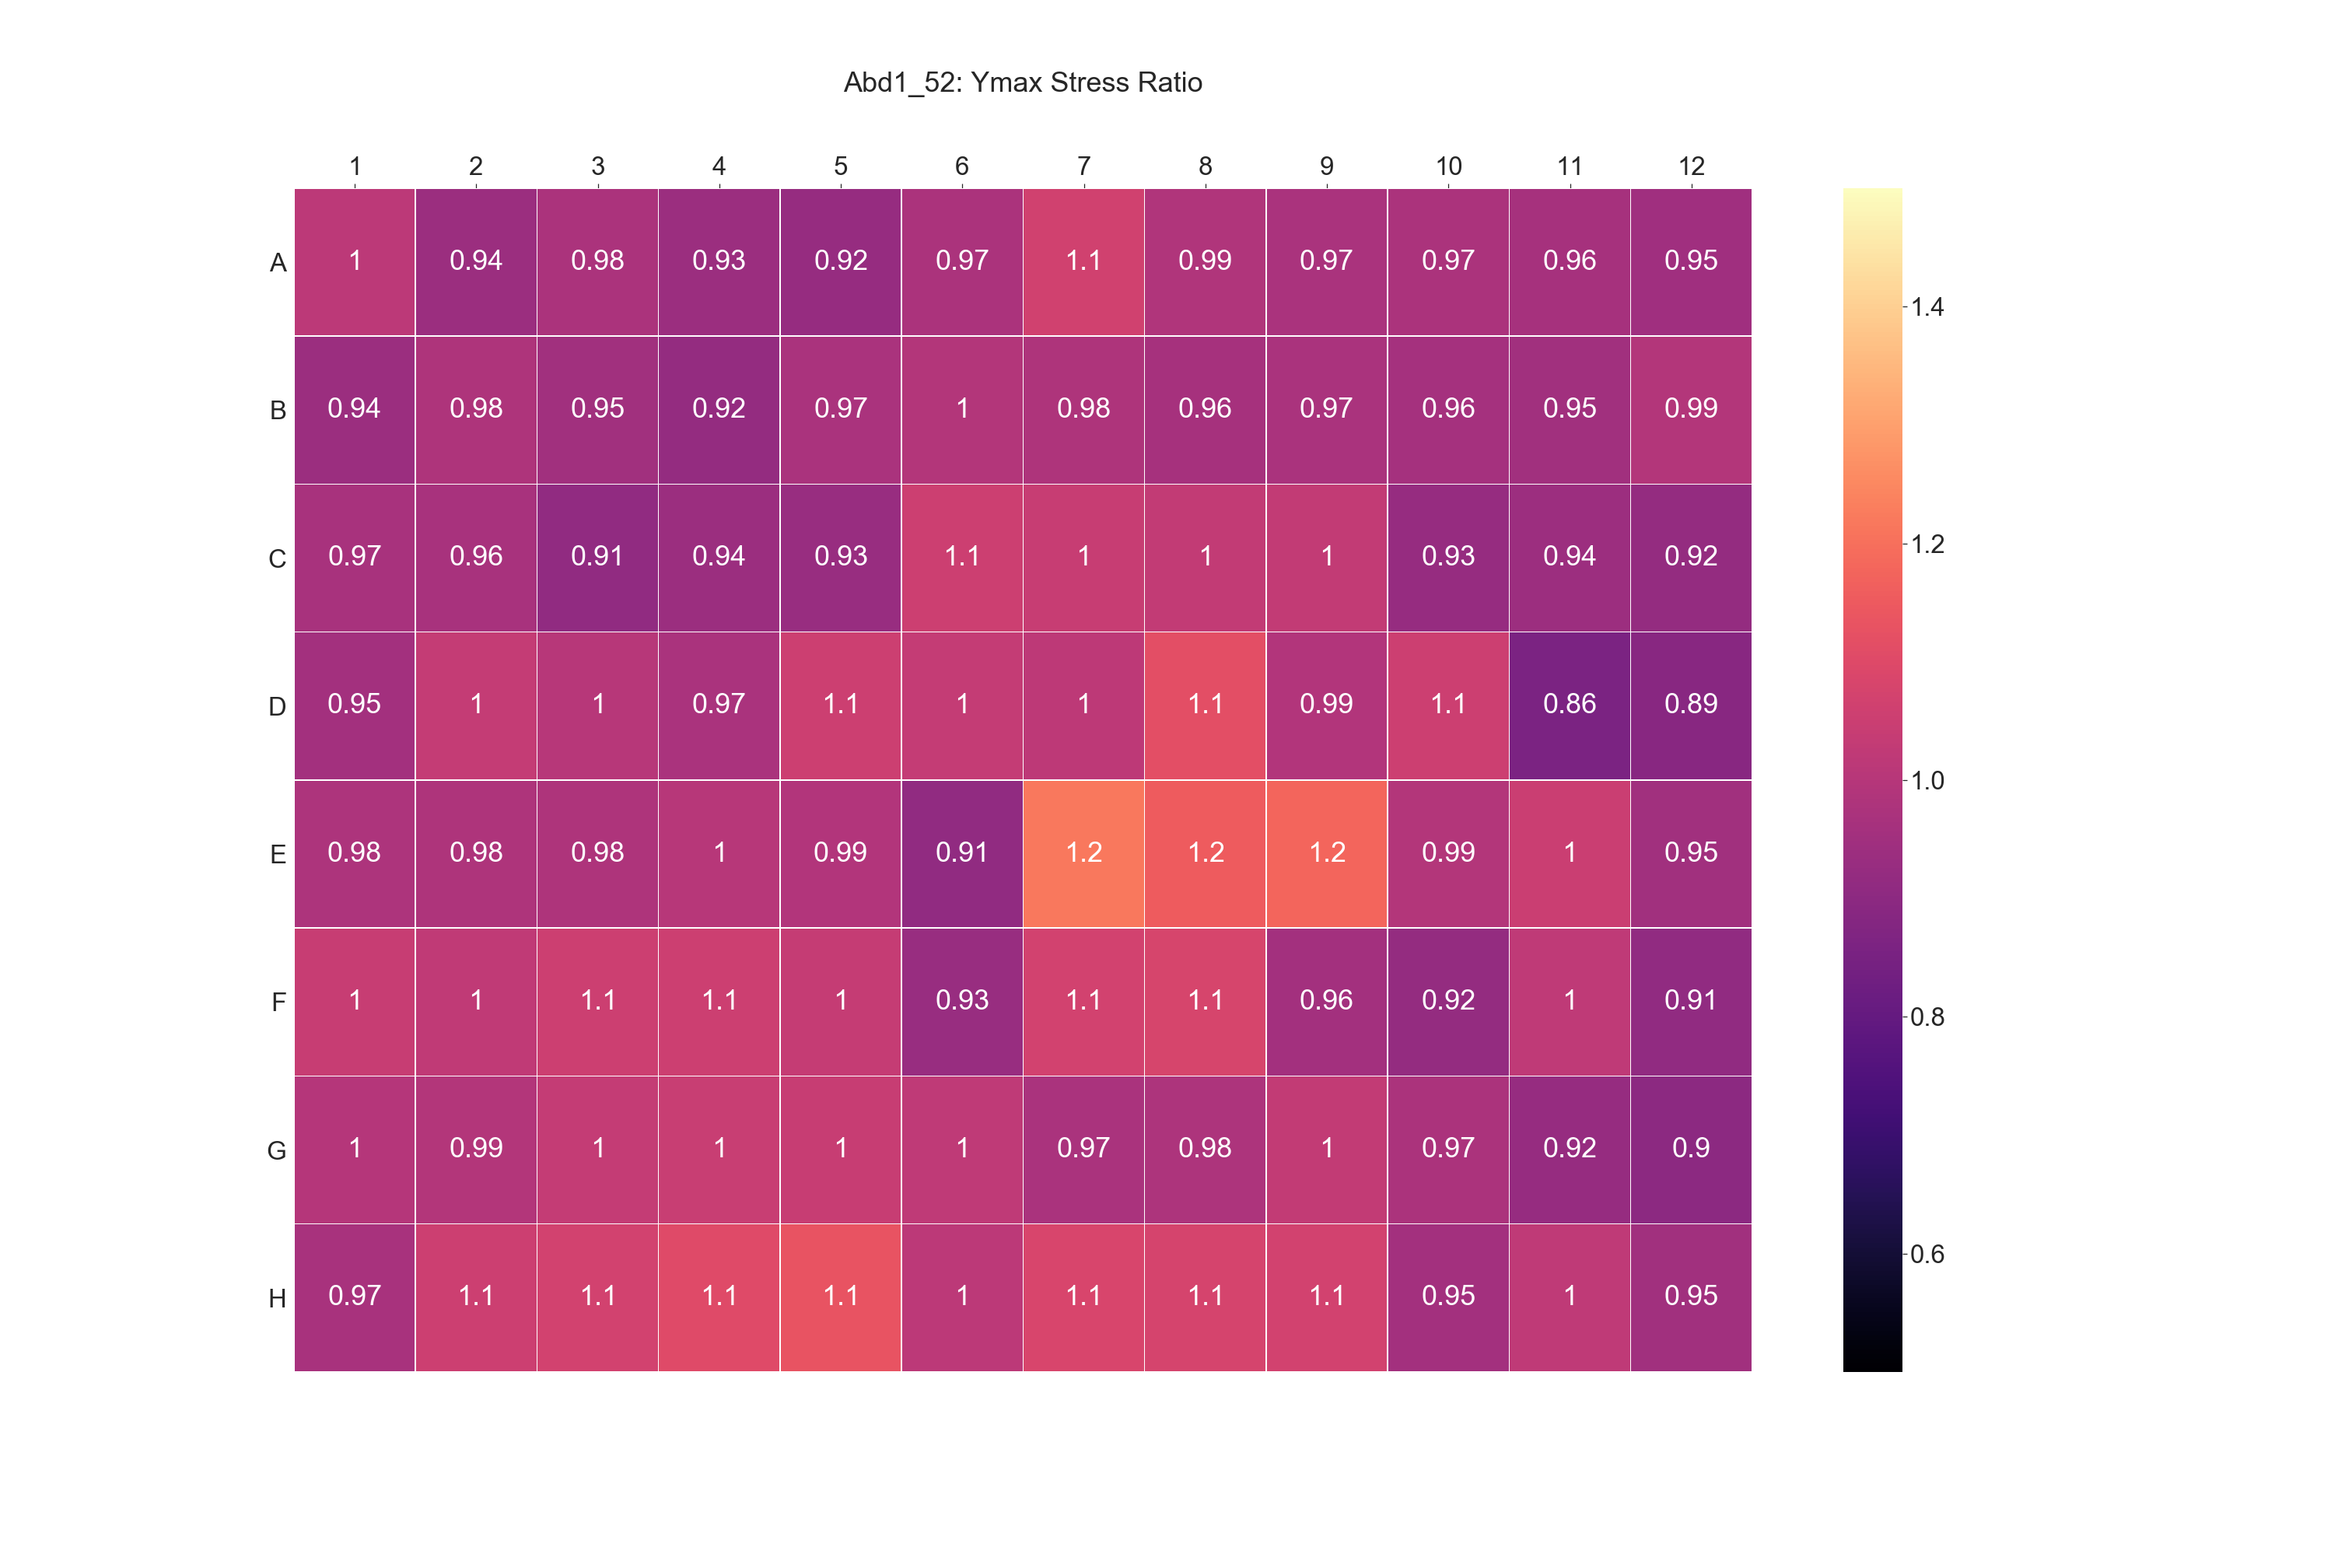 Abd1_52: Ymax Stress Ratio
1 2 3 4 5 6 7 8 9 10 11 12
A 1 0.94 0.98 0.93 0.92 0.97 1.1 0.99 0.97 0.97 0.96 0.95
B 0.94 0.98 0.95 0.92 0.97 1 0.98 0.96 0.97 0.96 0.95 0.99
C 0.97 0.96 0.91 0.94 0.93 1.1 1 1 1 0.93 0.94 0.92
D 0.95 1 1 0.97 1.1 1 1 1.1 0.99 1.1 0.86 0.89
E 0.98 0.98 0.98 1 0.99 0.91 1.2 1.2 1.2 0.99 1 0.95
F 1 1 1.1 1.1 1 0.93 1.1 1.1 0.96 0.92 1 0.91
G 1 0.99 1 1 1 1 0.97 0.98 1 0.97 0.92 0.9
H 0.97 1.1 1.1 1.1 1.1 1 1.1 1.1 1.1 0.95 1 0.95
1.4
1.2
1.0
0.8
0.6